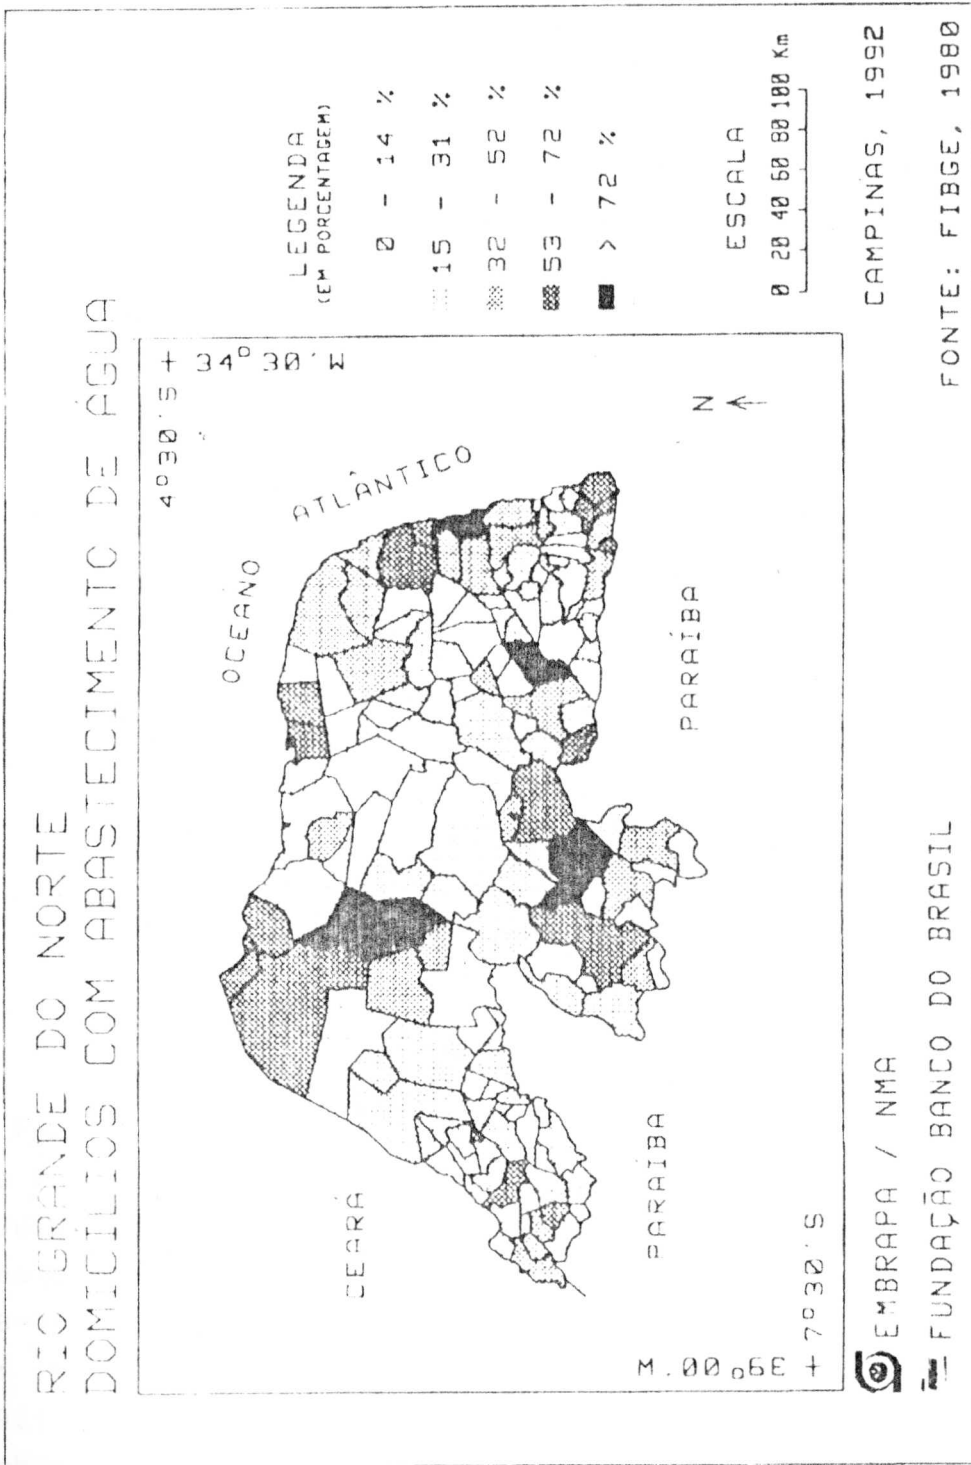 RIO GRANDE DO NORTE
DOMICÍLIOS COM ABASTECIMENTO DE ÁGUA
4° 30´S + 34° 30´W
OCEANO
ATLÂNTICO
N
CEARÁ
PARAÍBA
PARAÍBA
39° 00´W + 7° 30´S
LEGENDA
(EM PORCENTAGEM)
0 - 14 %
15 - 31 %
32 - 52 %
53 - 72 %
> 72 %
ESCALA
0 20 40 60 80 100 Km
EMBRAPA / NMA
CAMPINAS, 1992
FUNDAÇÃO BANCO DO BRASIL
FONTE: FIBGE, 1980